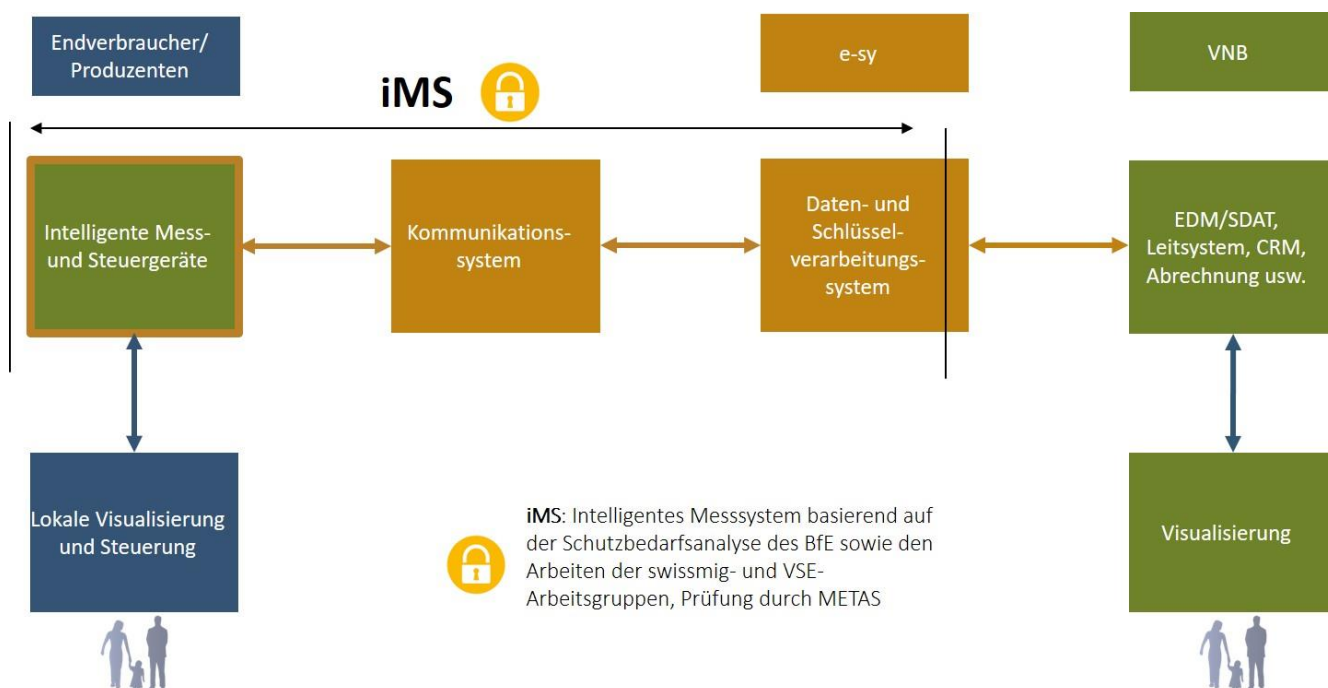 Endverbraucher/
Produzenten
e-sy
VNB
iMS
Intelligente Mess-
und Steuergeräte
Kommunikations-
system
Daten- und
Schlüssel-
verarbeitungs-
system
EDM/SDAT,
Leitsystem, CRM,
Abrechnung usw.
Lokale Visualisierung
und Steuerung
iMS: Intelligentes Messsystem basierend auf
der Schutzbedarfsanalyse des BfE sowie den
Arbeiten der swissmig- und VSE-
Arbeitsgruppen, Prüfung durch METAS
Visualisierung